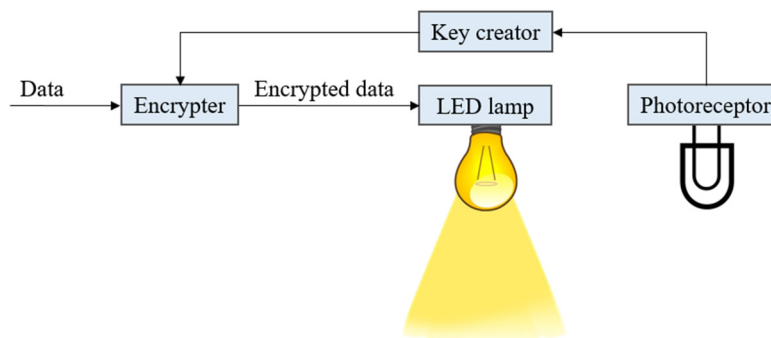 Key creator
Data
Encrypter
Encrypted data
LED lamp
Photoreceptor